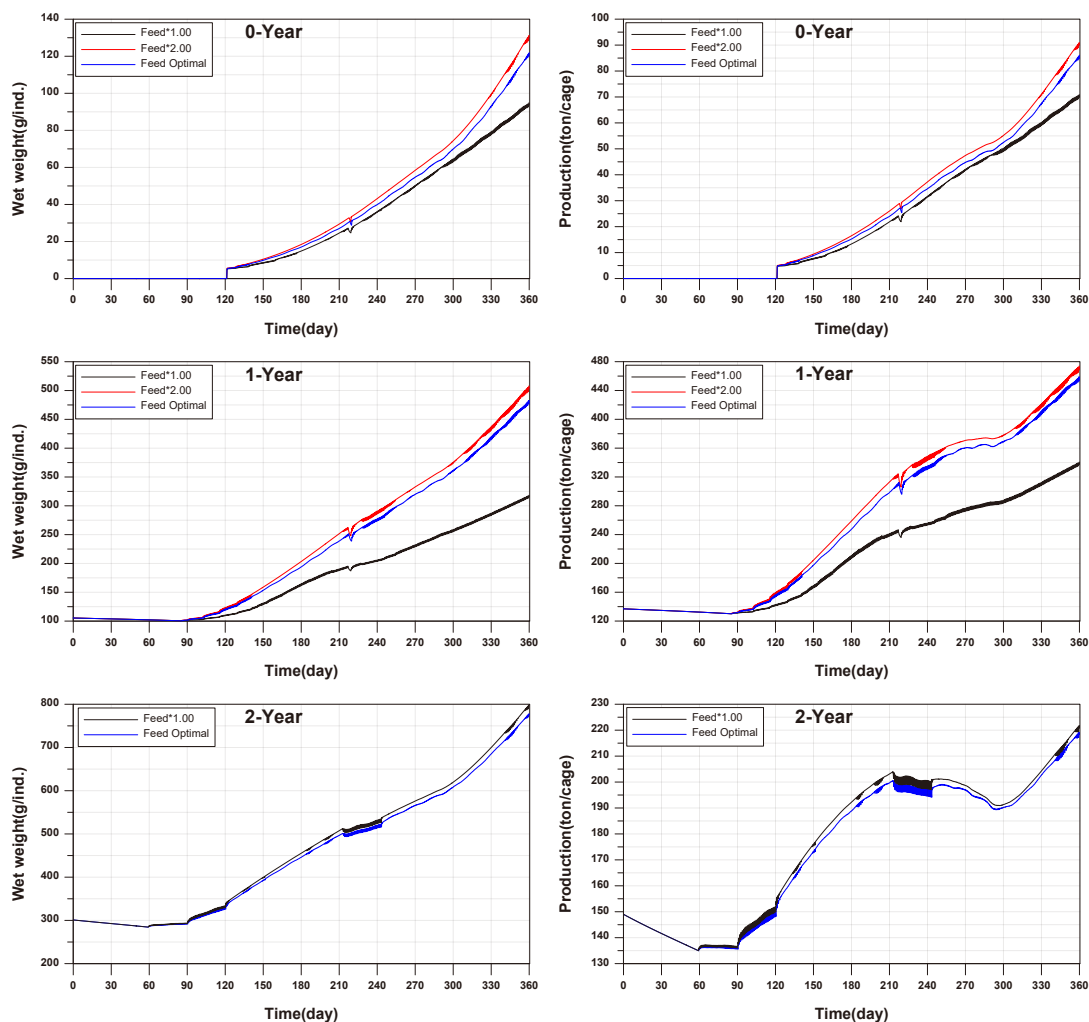 0-Year
Feed*1.00
Feed*2.00
Feed Optimal
Wet weight(g/ind.)
140
120
100
80
60
40
20
0
0 30 60 90 120 150 180 210 240 270 300 330 360
Time(day)
0-Year
Feed*1.00
Feed*2.00
Feed Optimal
Production(ton/cage)
100
90
80
70
60
50
40
30
20
10
0
0 30 60 90 120 150 180 210 240 270 300 330 360
Time(day)
1-Year
Feed*1.00
Feed*2.00
Feed Optimal
Wet weight(g/ind.)
550
500
450
400
350
300
250
200
150
100
0 30 60 90 120 150 180 210 240 270 300 330 360
Time(day)
1-Year
Feed*1.00
Feed*2.00
Feed Optimal
Production(ton/cage)
480
440
400
360
320
280
240
200
160
120
0 30 60 90 120 150 180 210 240 270 300 330 360
Time(day)
2-Year
Feed*1.00
Feed Optimal
Wet weight(g/ind.)
800
700
600
500
400
300
200
0 30 60 90 120 150 180 210 240 270 300 330 360
Time(day)
2-Year
Feed*1.00
Feed Optimal
Production(ton/cage)
230
220
210
200
190
180
170
160
150
140
130
0 30 60 90 120 150 180 210 240 270 300 330 360
Time(day)